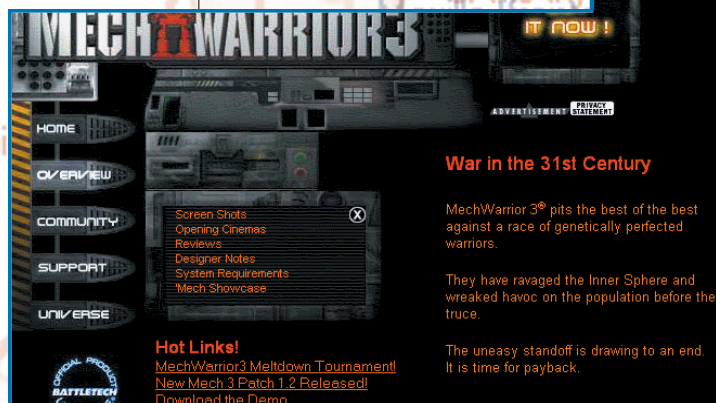 MECHWARRIOR3
IT NOW !
ADVERTISEMENT
PRIVACY
STATEMENT
HOME
OVERVIEW
COMMUNITY
SUPPORT
UNIVERSE
Screen Shots
Opening Cinemas
Reviews
Designer Notes
System Requirements
'Mech Showcase
X
War in the 31st Century
MechWarrior 3® pits the best of the best
against a race of genetically perfected
warriors.
They have ravaged the Inner Sphere and
wreaked havoc on the population before the
truce.
The uneasy standoff is drawing to an end.
It is time for payback.
Hot Links!
MechWarrior3 Meltdown Tournament!
New Mech 3 Patch 1.2 Released!
Download the Demo
OFFICIAL PRODUCT
BATTLETECH